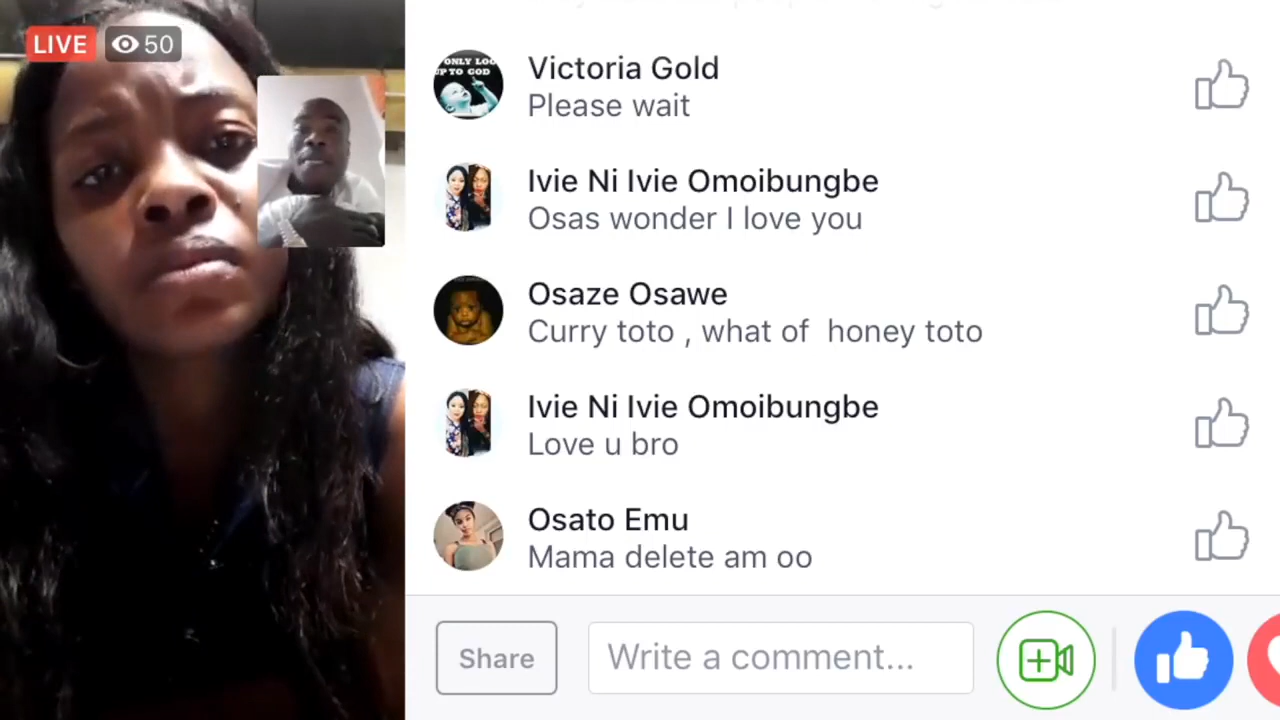 LIVE 50
Victoria Gold
Please wait
Ivie Ni Ivie Omoibungbe
Osas wonder I love you
Osaze Osawe
Curry toto , what of honey toto
Ivie Ni Ivie Omoibungbe
Love u bro
Osato Emu
Mama delete am oo
Share
Write a comment...